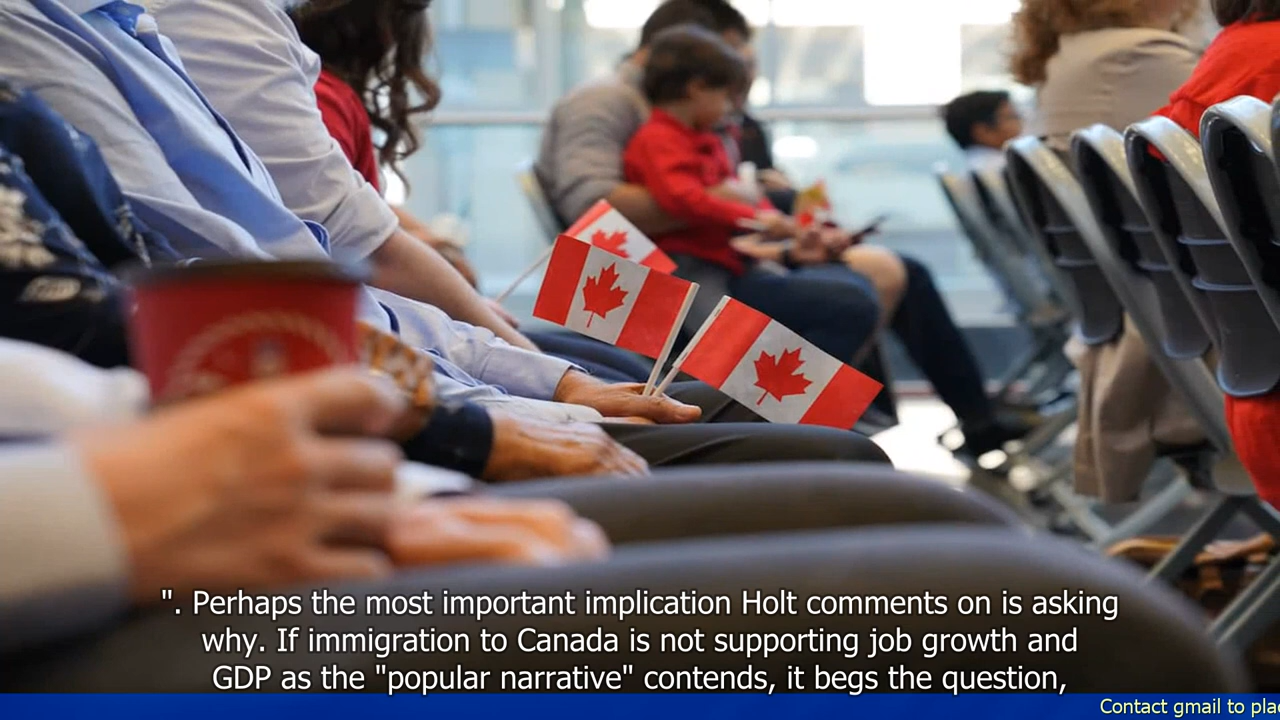 ". Perhaps the most important implication Holt comments on is asking
why. If immigration to Canada is not supporting job growth and
GDP as the "popular narrative" contends, it begs the question,
Contact gmail to pla